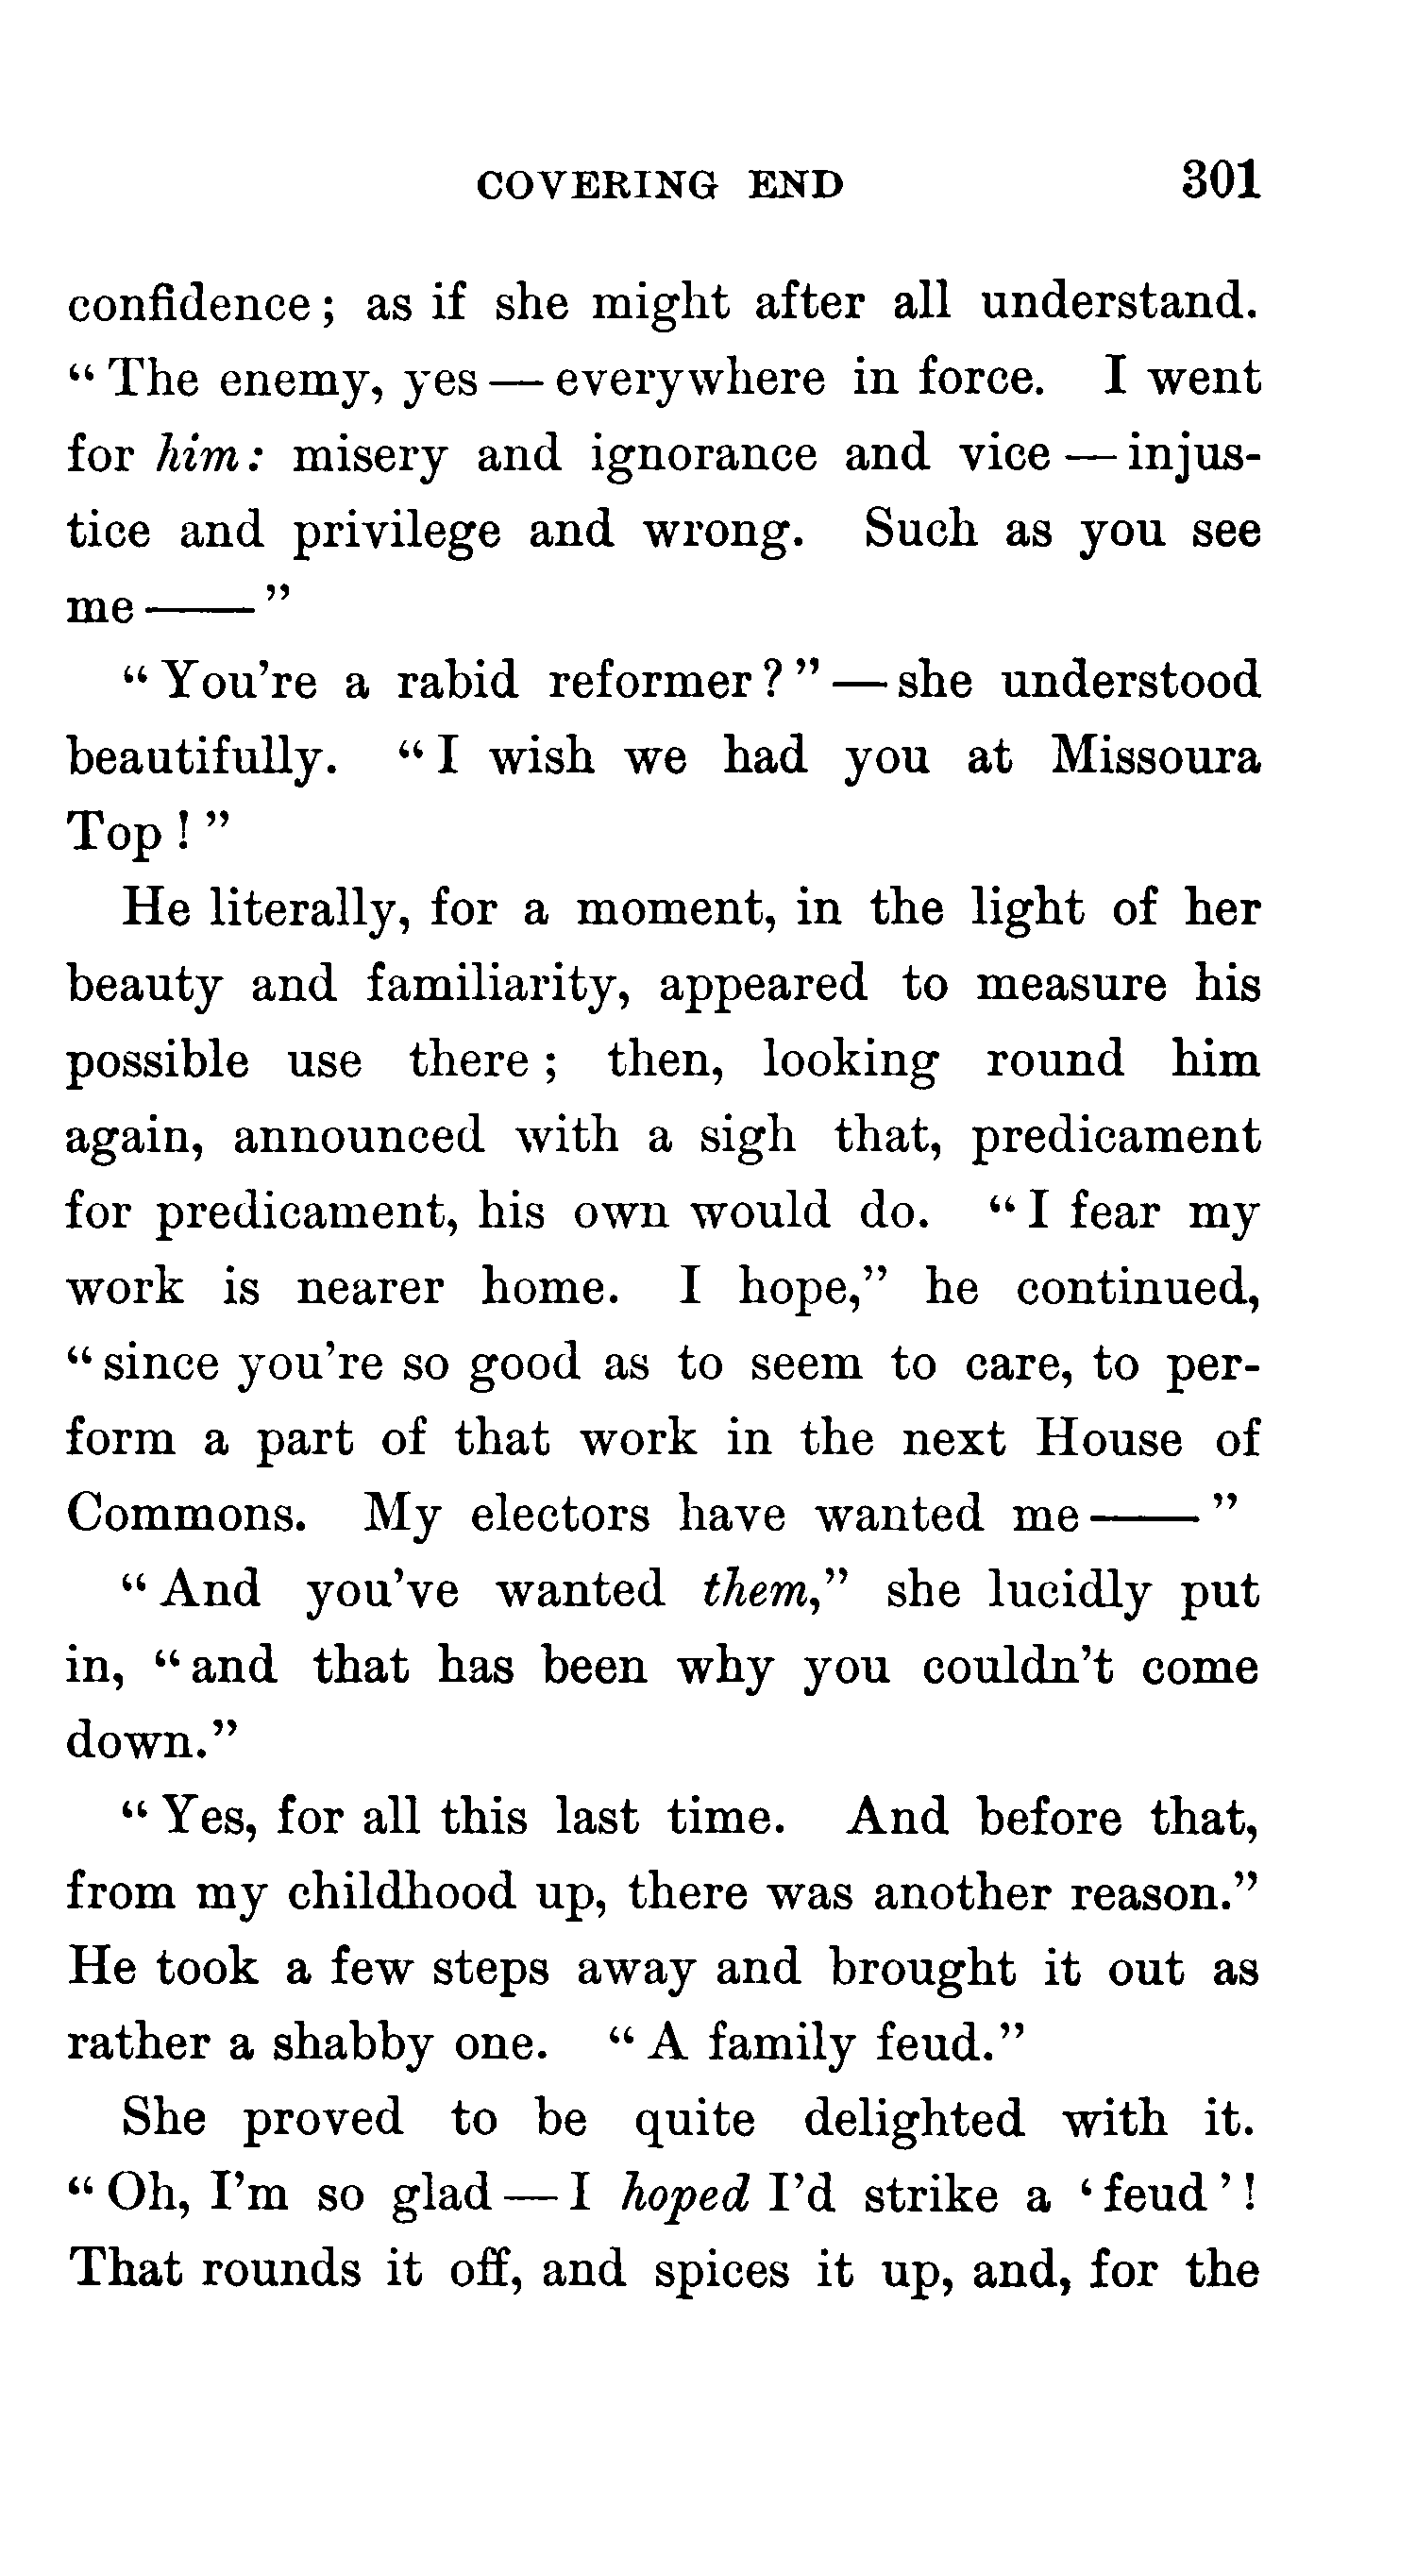 COVERING END 301
confidence; as if she might after all understand.
“The enemy, yes — everywhere in force. I went
for him: misery and ignorance and vice — injus-
tice and privilege and wrong. Such as you see
me ——”
“You're a rabid reformer?” — she understood
beautifully. “I wish we had you at Missoura
Top!”
He literally, for a moment, in the light of her
beauty and familiarity, appeared to measure his
possible use there; then, looking round him
again, announced with a sigh that, predicament
for predicament, his own would do. “I fear my
work is nearer home. I hope,” he continued,
“since you're so good as to seem to care, to per-
form a part of that work in the next House of
Commons. My electors have wanted me ——”
“And you've wanted them,” she lucidly put
in, “and that has been why you couldn't come
down.”
“Yes, for all this last time. And before that,
from my childhood up, there was another reason.”
He took a few steps away and brought it out as
rather a shabby one. “A family feud.”
She proved to be quite delighted with it.
“Oh, I'm so glad — I hoped I'd strike a ‘feud’!
That rounds it off, and spices it up, and, for the